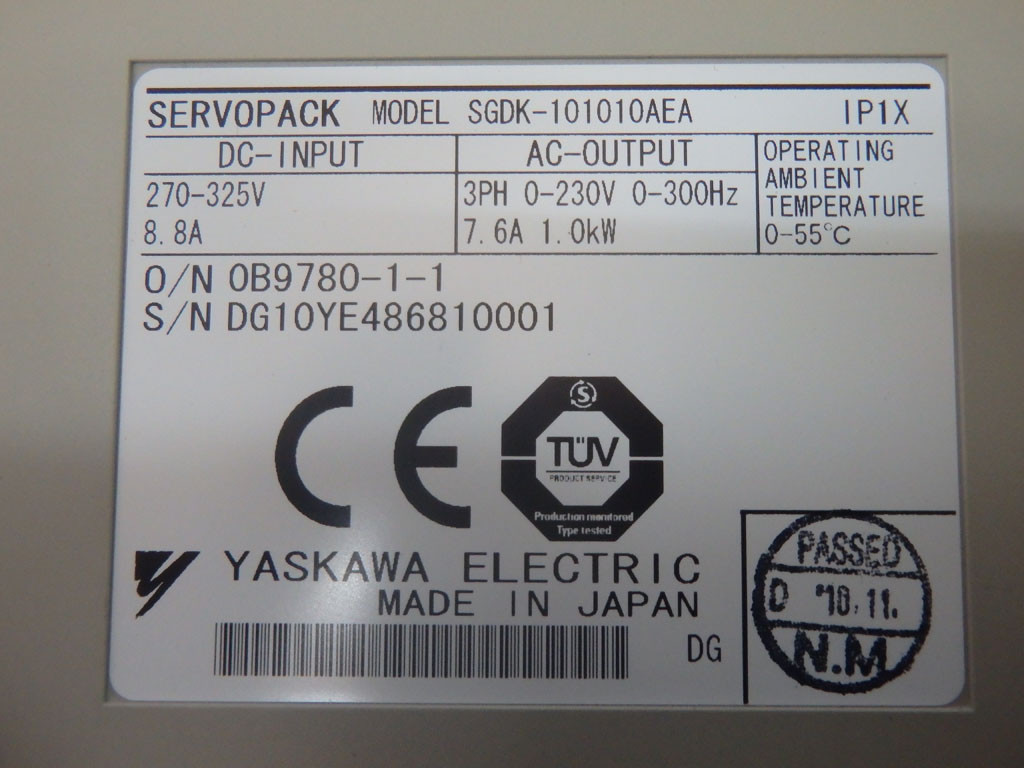 SERVOPACK MODEL SGDK-101010AEA IP1X
DC-INPUT
270-325V
8.8A
AC-OUTPUT
3PH 0-230V 0-300Hz
7.6A 1.0kW
OPERATING
AMBIENT
TEMPERATURE
0-55°C
O/N 0B9780-1-1
S/N DG10YE486810001
CE
S
TÜV
PRODUCT SERVICE
Production monitored
Type tested
YASKAWA ELECTRIC
MADE IN JAPAN
DG
PASSED
D '10.11.
N.M